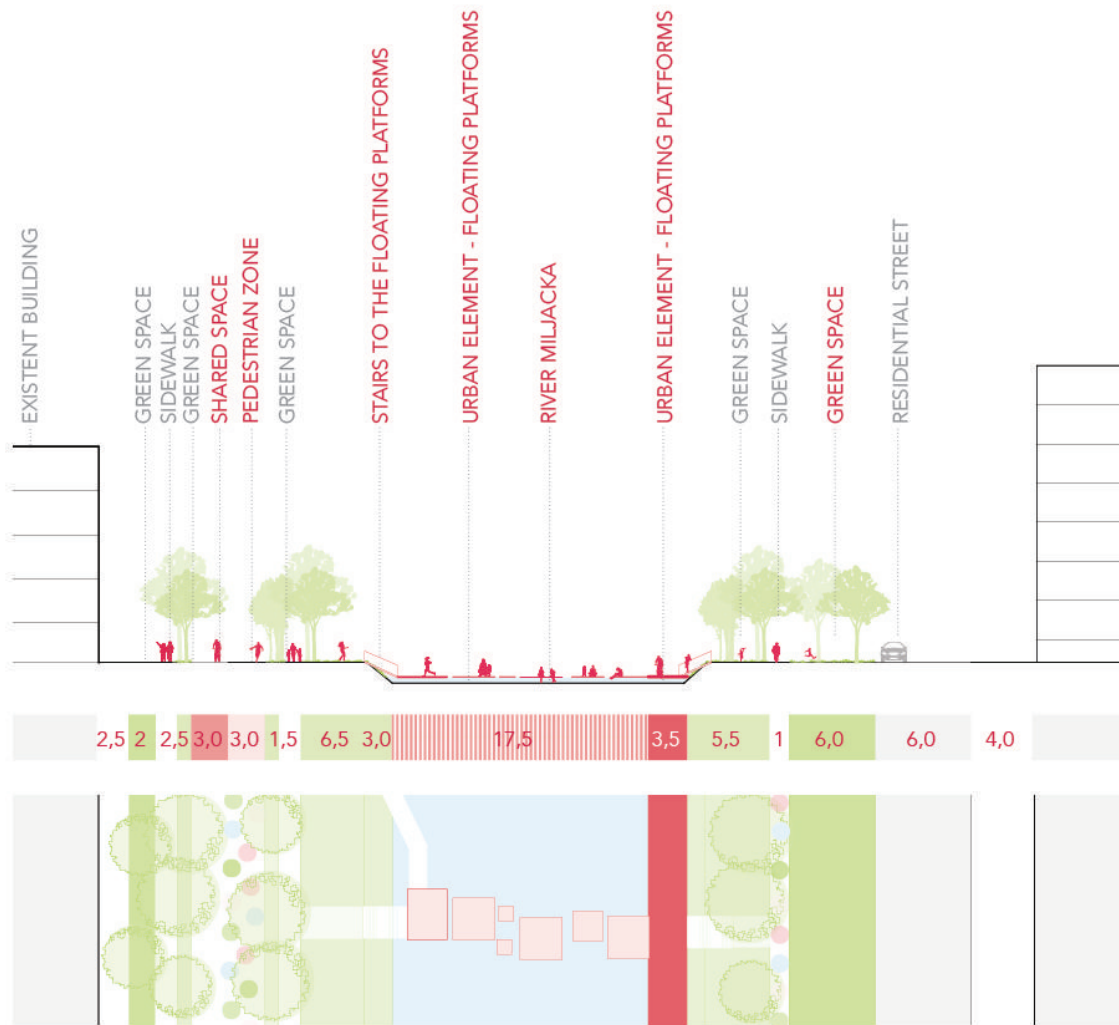 EXISTENT BUILDING
GREEN SPACE
SIDEWALK
GREEN SPACE
SHARED SPACE
PEDESTRIAN ZONE
GREEN SPACE
STAIRS TO THE FLOATING PLATFORMS
URBAN ELEMENT - FLOATING PLATFORMS
RIVER MILJACKA
URBAN ELEMENT - FLOATING PLATFORMS
GREEN SPACE
SIDEWALK
GREEN SPACE
RESIDENTIAL STREET
2,5 2 2,5 3,0 3,0 1,5 6,5 3,0 17,5 3,5 5,5 1 6,0 6,0 4,0